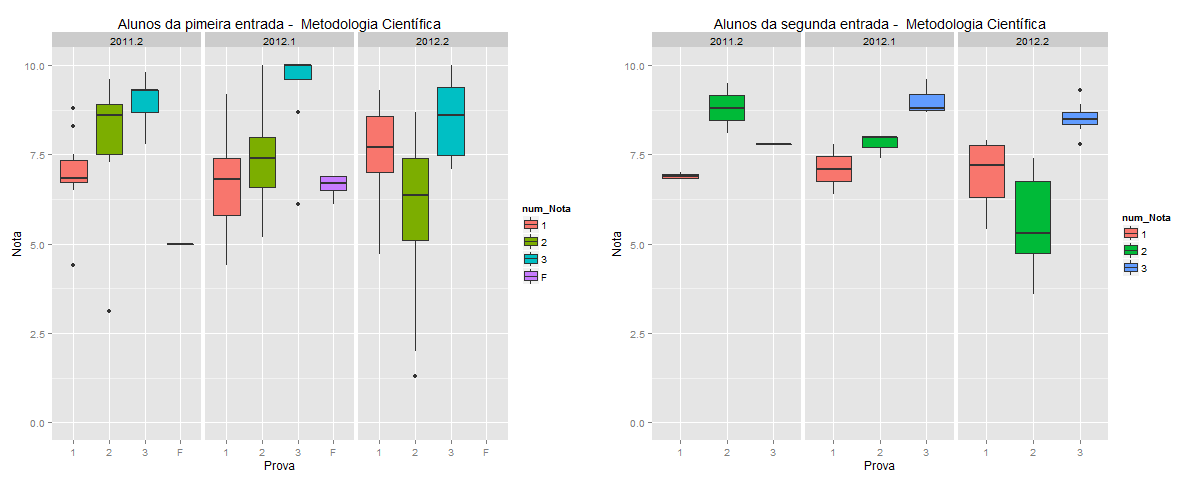 Alunos da pimeira entrada -  Metodologia Científica
2011.2 2012.1 2012.2
10.0
7.5
5.0
2.5
0.0
Nota
1 2 3 F 1 2 3 F 1 2 3 F
Prova
num_Nota
1
2
3
F
Alunos da segunda entrada -  Metodologia Científica
2011.2 2012.1 2012.2
10.0
7.5
5.0
2.5
0.0
Nota
1 2 3 1 2 3 1 2 3
Prova
num_Nota
1
2
3